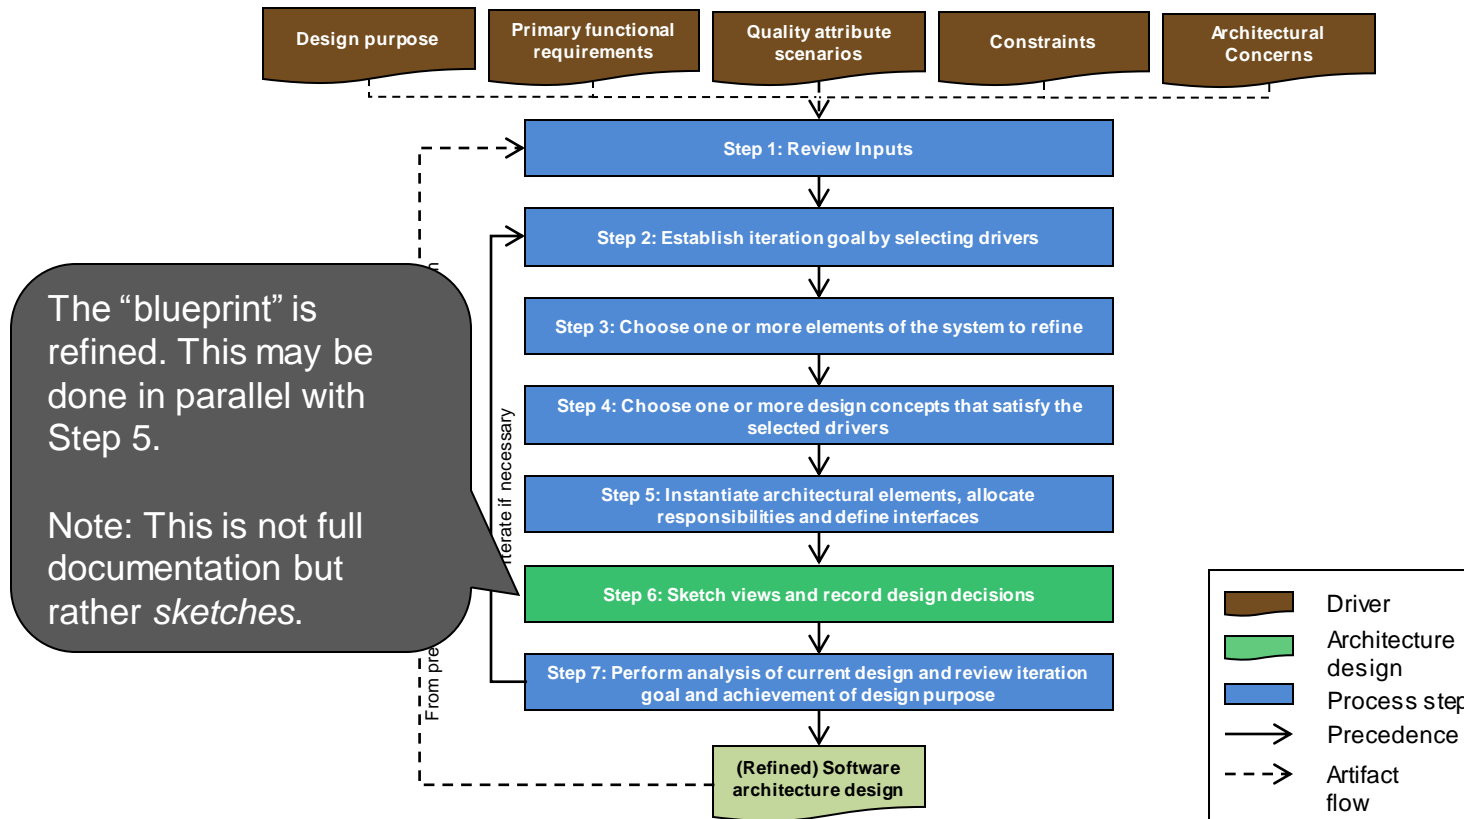 Design purpose
Primary functional
requirements
Quality attribute
scenarios
Constraints
Architectural
Concerns
Step 1: Review Inputs
Step 2: Establish iteration goal by selecting drivers
The “blueprint” is
refined. This may be
done in parallel with
Step 5.
Note: This is not full
documentation but
rather sketches.
Step 3: Choose one or more elements of the system to refine
Step 4: Choose one or more design concepts that satisfy the
selected drivers
Step 5: Instantiate architectural elements, allocate
responsibilities and define interfaces
Step 6: Sketch views and record design decisions
Step 7: Perform analysis of current design and review iteration
goal and achievement of design purpose
(Refined) Software
architecture design
terate if necessary
From pre
Driver
Architecture
design
Process step
Precedence
Artifact
flow